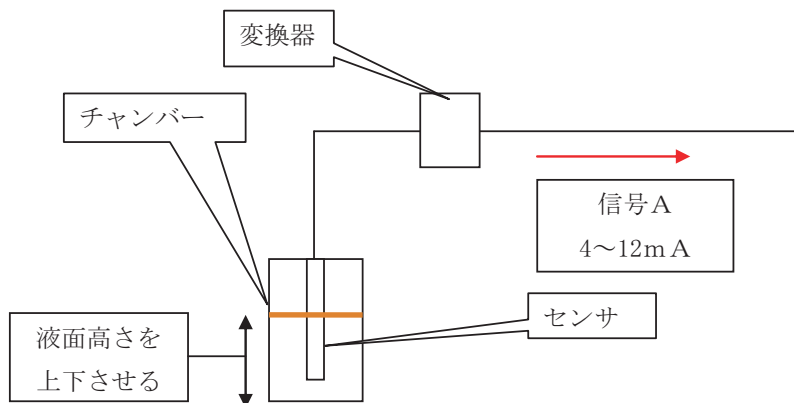 変換器
チャンバー
信号A
4～12mA
センサ
液面高さを
上下させる